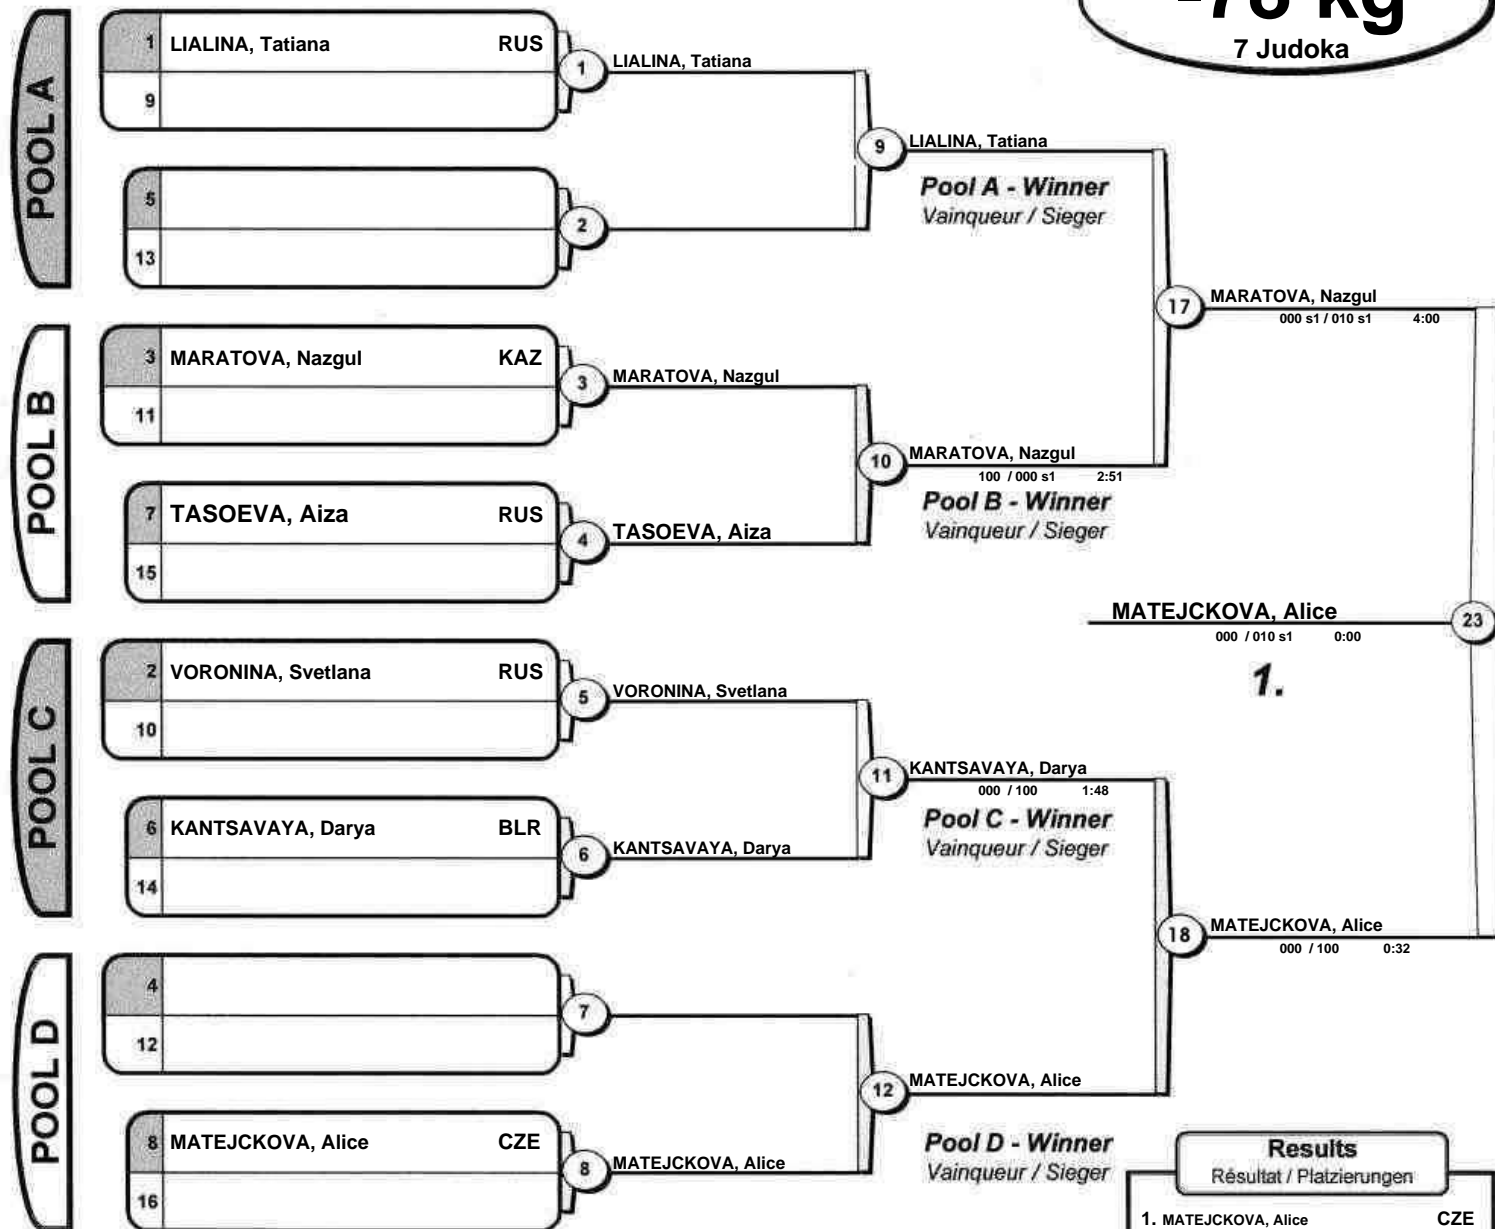 7 Judoka
POOL A
1 LIALINA, Tatiana RUS
9
1 LIALINA, Tatiana
5
13
2
9 LIALINA, Tatiana
Pool A - Winner
Vainqueur / Sieger
POOL B
3 MARATOVA, Nazgul KAZ
11
3 MARATOVA, Nazgul
7 TASOEVA, Aiza RUS
15
4 TASOEVA, Aiza
10 MARATOVA, Nazgul
100 / 000 s1 2:51
Pool B - Winner
Vainqueur / Sieger
17 MARATOVA, Nazgul
000 s1 / 010 s1 4:00
MATEJCKOVA, Alice 23
000 / 010 s1 0:00
1.
POOL C
2 VORONINA, Svetlana RUS
10
5 VORONINA, Svetlana
6 KANTSAVAYA, Darya BLR
14
6 KANTSAVAYA, Darya
11 KANTSAVAYA, Darya
000 / 100 1:48
Pool C - Winner
Vainqueur / Sieger
18 MATEJCKOVA, Alice
000 / 100 0:32
POOL D
4
12
7
8 MATEJCKOVA, Alice CZE
16
8 MATEJCKOVA, Alice
12 MATEJCKOVA, Alice
Pool D - Winner
Vainqueur / Sieger
Results
Résultat / Platzierungen
1. MATEJCKOVA, Alice CZE